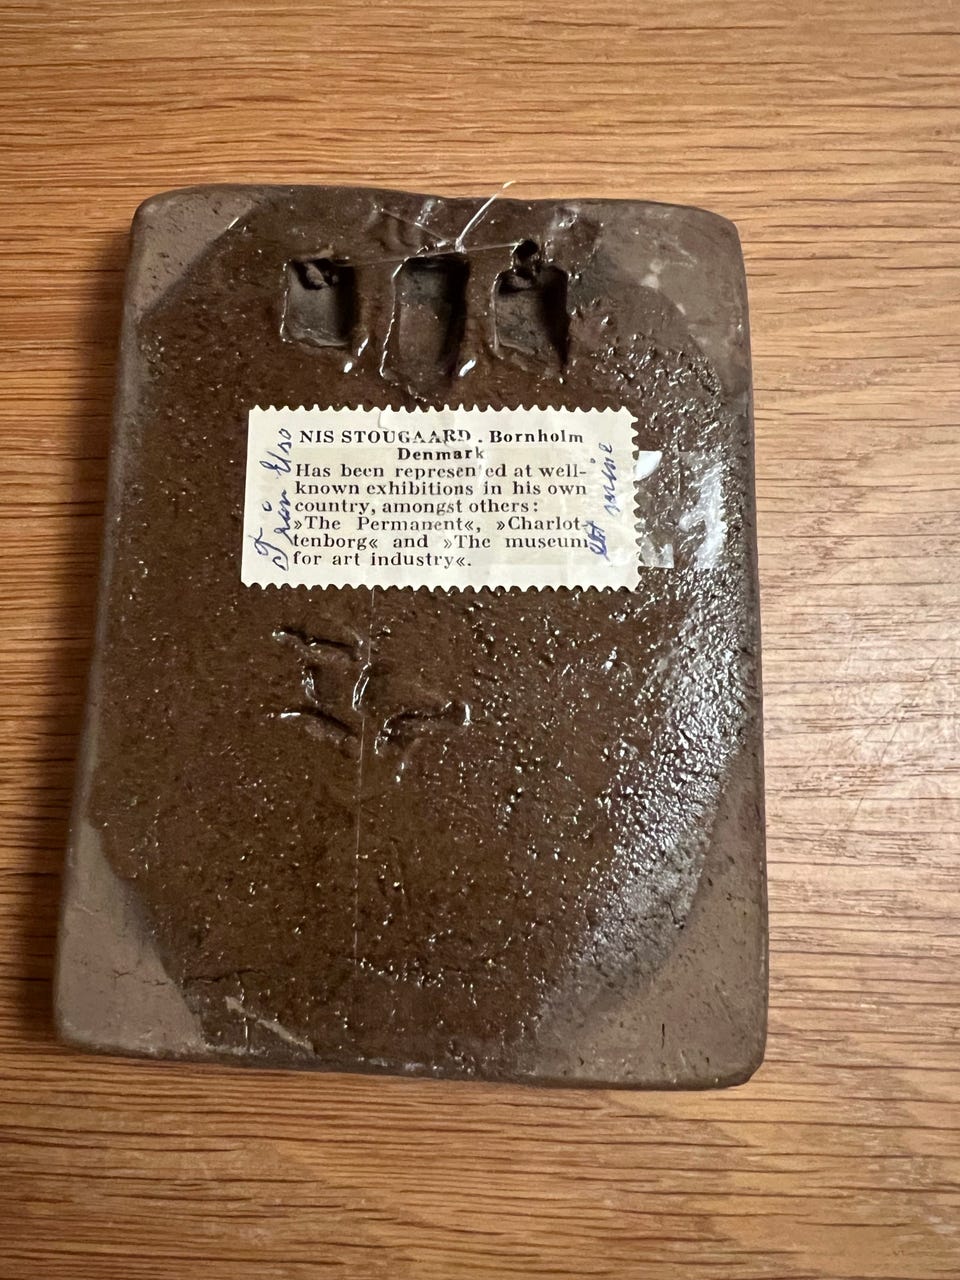 NIS STOUGAARD . Bornholm
Denmark
Has been represented at well-
known exhibitions in his own
country, amongst others:
»The Permanent«, »Charlot-
tenborg« and »The museum
for art industry«.